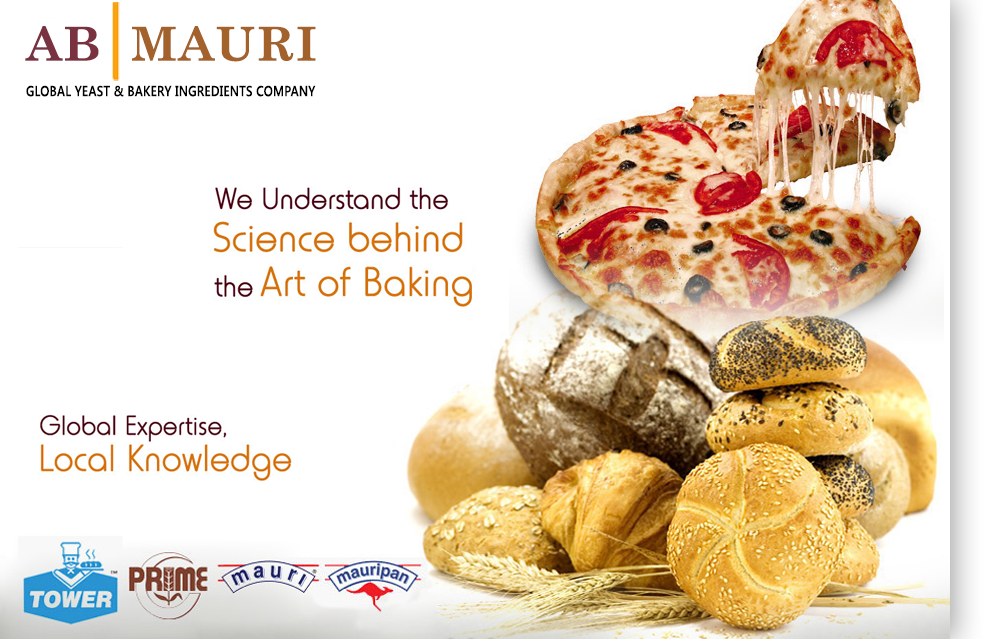 AB MAURI
GLOBAL YEAST & BAKERY INGREDIENTS COMPANY
We Understand the
Science behind
the Art of Baking
Global Expertise,
Local Knowledge
TOWER ™
PRIME
mauri ®
mauripan ®